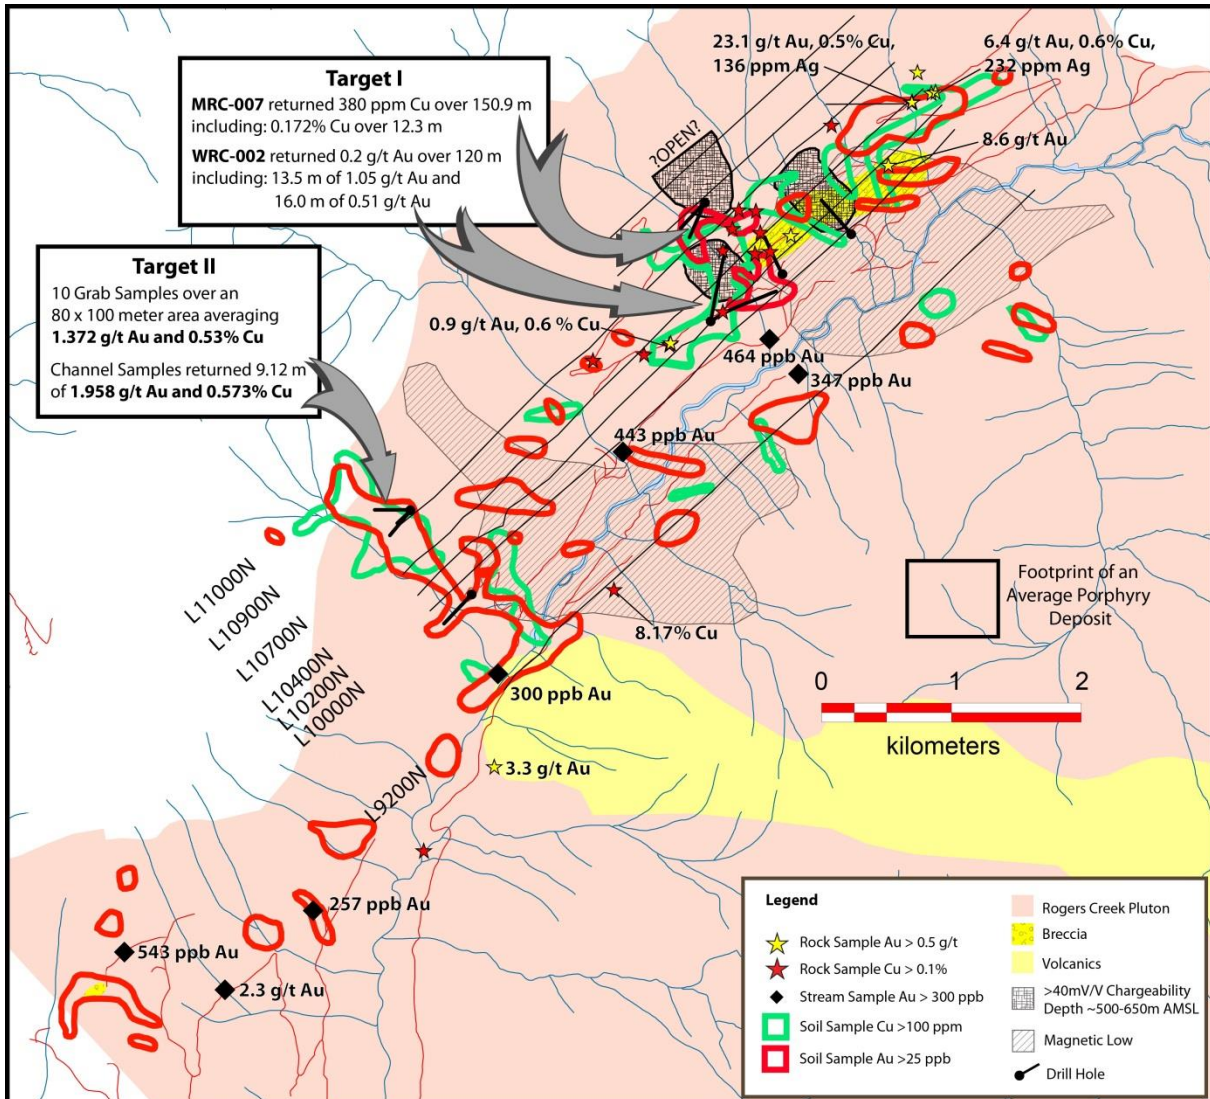 Target I
MRC-007 returned 380 ppm Cu over 150.9 m
including: 0.172% Cu over 12.3 m
WRC-002 returned 0.2 g/t Au over 120 m
including: 13.5 m of 1.05 g/t Au and
16.0 m of 0.51 g/t Au
23.1 g/t Au, 0.5% Cu,
136 ppm Ag
6.4 g/t Au, 0.6% Cu,
232 ppm Ag
?OPEN?
8.6 g/t Au
Target II
10 Grab Samples over an
80 x 100 meter area averaging
1.372 g/t Au and 0.53% Cu
Channel Samples returned 9.12 m
of 1.958 g/t Au and 0.573% Cu
0.9 g/t Au, 0.6 % Cu
464 ppb Au
347 ppb Au
443 ppb Au
L11000N
L10900N
L10700N
L10400N
L10200N
L10000N
8.17% Cu
Footprint of an
Average Porphyry
Deposit
300 ppb Au
0 1 2
kilometers
3.3 g/t Au
L9200N
257 ppb Au
543 ppb Au
2.3 g/t Au
Legend
Rock Sample Au > 0.5 g/t
Rock Sample Cu > 0.1%
Stream Sample Au > 300 ppb
Soil Sample Cu >100 ppm
Soil Sample Au >25 ppb
Rogers Creek Pluton
Breccia
Volcanics
>40mV/V Chargeability
Depth ~500-650m AMSL
Magnetic Low
Drill Hole